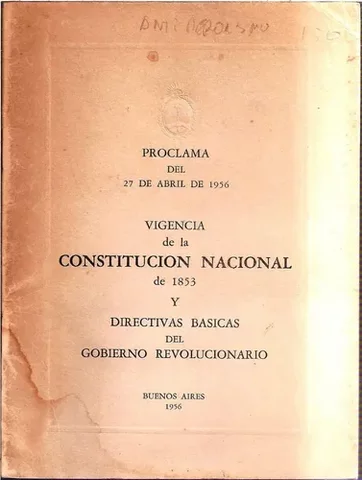 PROCLAMA
DEL
27 DE ABRIL DE 1956
VIGENCIA
de la
CONSTITUCION NACIONAL
de 1853
Y
DIRECTIVAS BASICAS
DEL
GOBIERNO REVOLUCIONARIO
BUENOS AIRES
1956